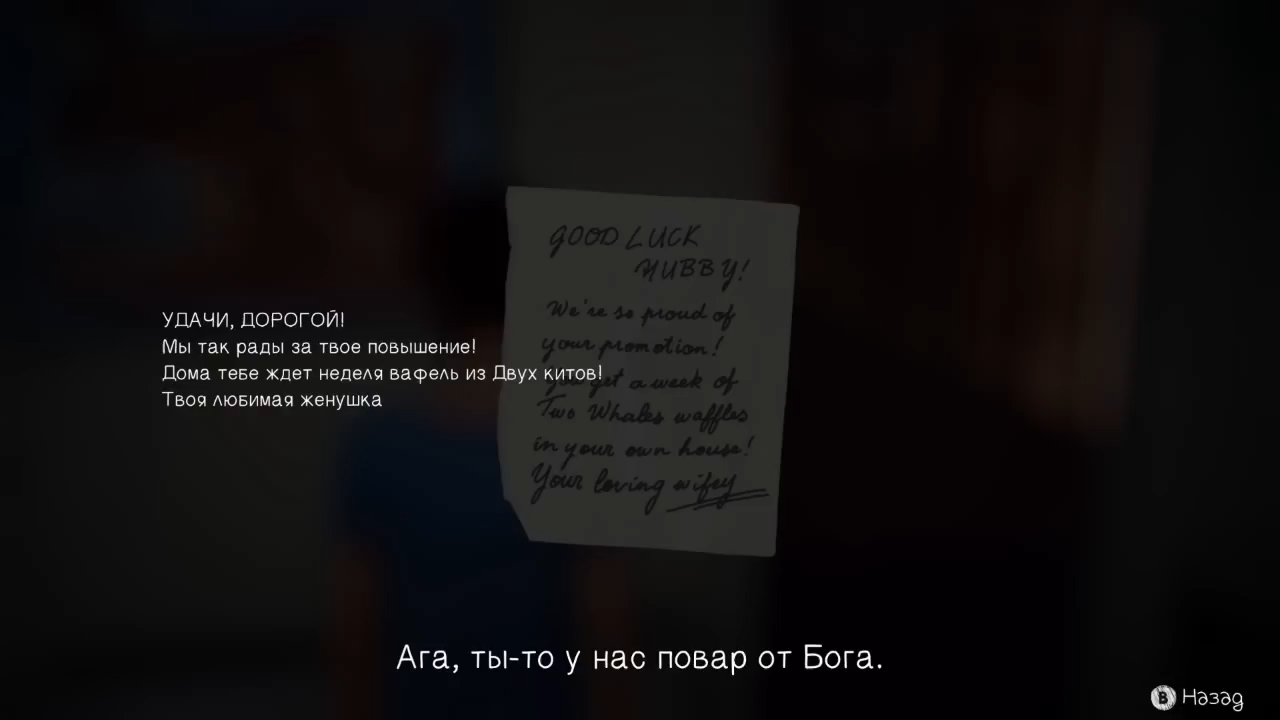 GOOD LUCK
HUBBY!
We're so proud of
your promotion!
You get a week of
Two Whales waffles
in your own house!
Your loving wifey
УДАЧИ, ДОРОГОЙ!
Мы так рады за твое повышение!
Дома тебе ждет неделя вафель из Двух китов!
Твоя любимая женушка
Ага, ты-то у нас повар от Бога.
B Назад